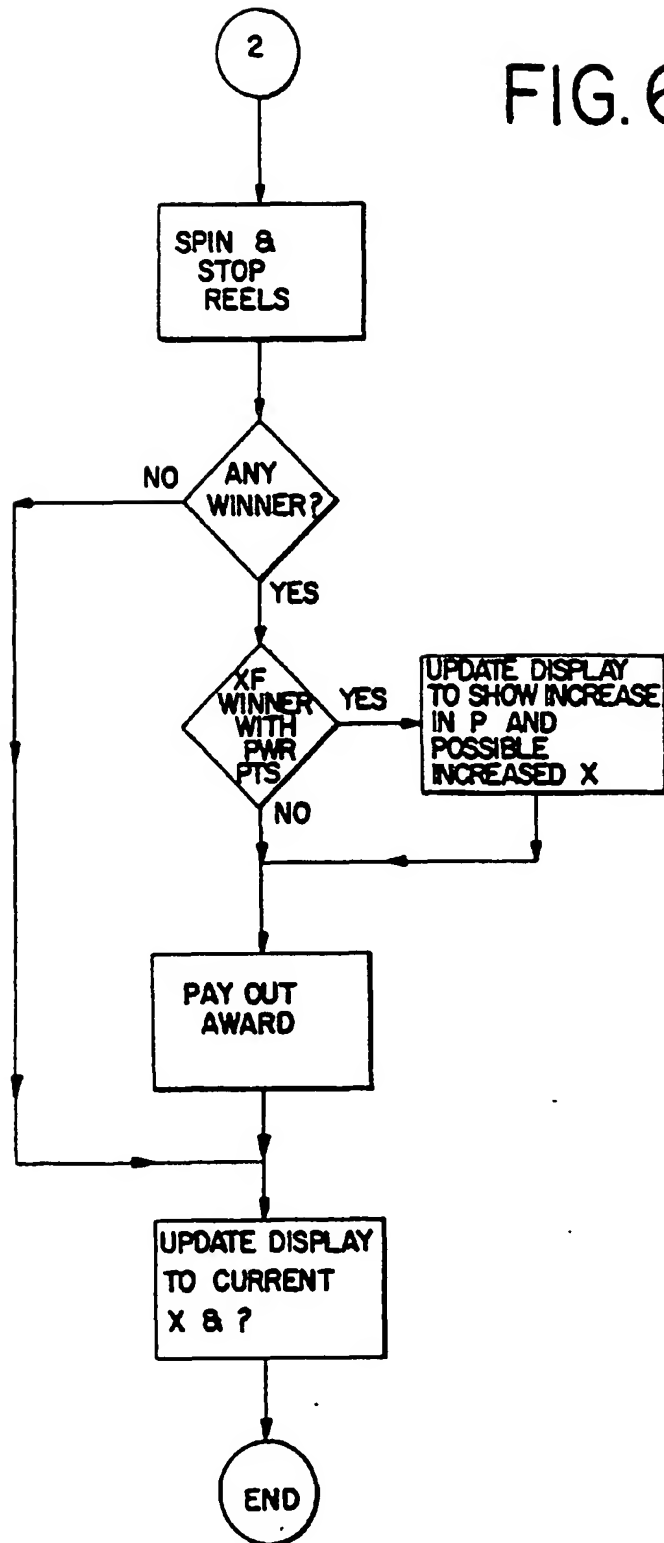 2
FIG. 6
SPIN &
STOP
REELS
ANY
WINNER?
NO
YES
XF
WINNER
WITH
PWR
PTS
YES
NO
UPDATE DISPLAY
TO SHOW INCREASE
IN P AND
POSSIBLE
INCREASED X
PAY OUT
AWARD
UPDATE DISPLAY
TO CURRENT
X & ?
END